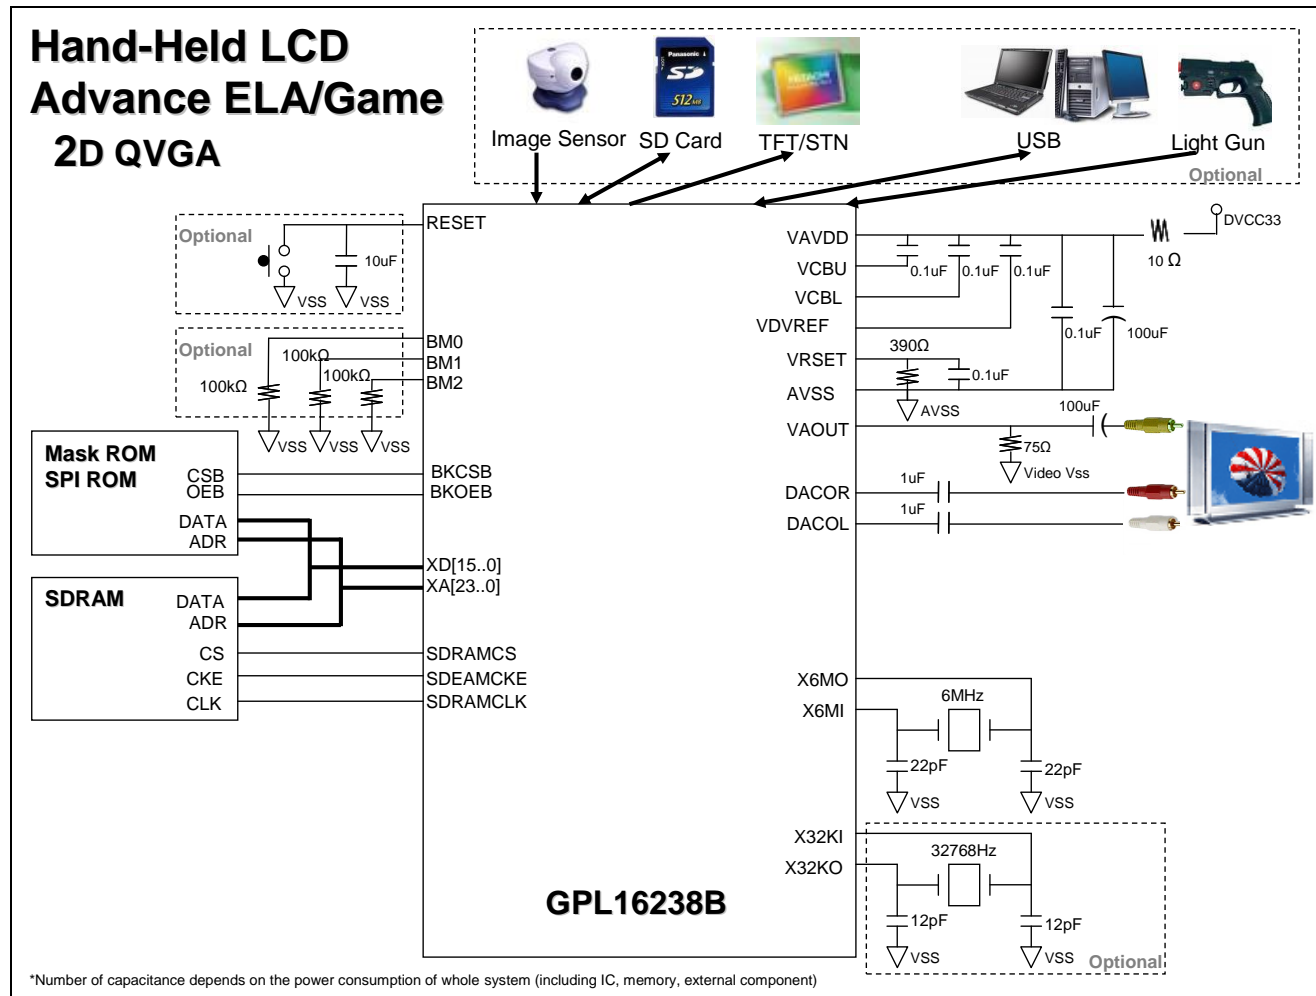 Hand-Held LCD
Advance ELA/Game
2D QVGA
Panasonic
SD
512MB
HITACHI
Image Sensor
SD Card
TFT/STN
USB
Light Gun
Optional
Optional
RESET
10uF
VSS
VSS
Optional
BM0
100kΩ
BM1
100kΩ
BM2
100kΩ
VSS
VSS
VSS
Mask ROM
SPI ROM
CSB
OEB
DATA
ADR
BKCSB
BKOEB
XD[15..0]
XA[23..0]
SDRAM
DATA
ADR
CS
CKE
CLK
SDRAMCS
SDEAMCKE
SDRAMCLK
VAVDD
VCBU
VCBL
VDVREF
VRSET
AVSS
VAOUT
DACOR
DACOL
0.1uF
0.1uF
0.1uF
10 Ω
DVCC33
0.1uF
100uF
390Ω
0.1uF
AVSS
100uF
75Ω
Video Vss
1uF
1uF
X6MO
X6MI
6MHz
22pF
22pF
VSS
VSS
X32KI
X32KO
32768Hz
12pF
12pF
VSS
VSS
Optional
GPL16238B
*Number of capacitance depends on the power consumption of whole system (including IC, memory, external component)